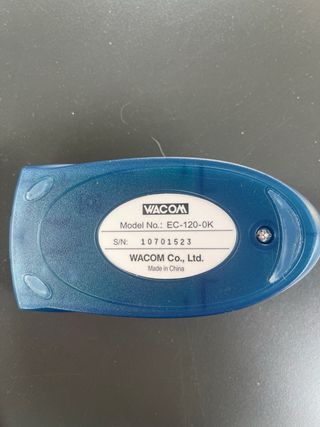 WACOM
Model No.: EC-120-0K
S/N: 10701523
WACOM Co., Ltd.
Made in China